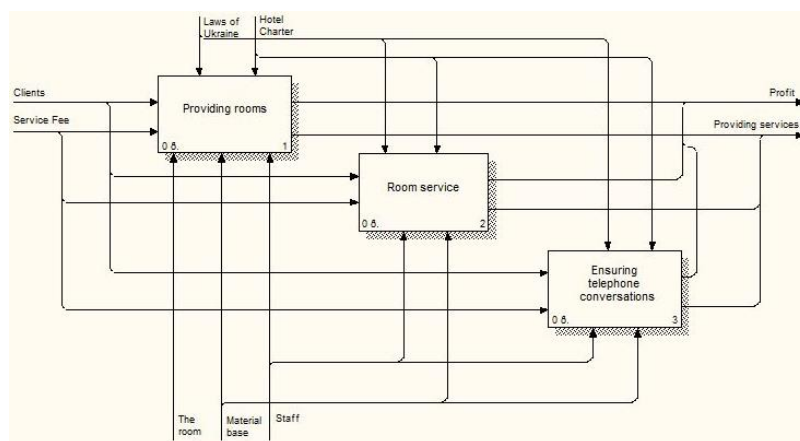 Laws of
Ukraine
Hotel
Charter
Clients
Service Fee
Providing rooms
0 ð.
1
Profit
Providing services
Room service
0 ð.
2
Ensuring
telephone
conversations
0 ð.
3
The
room
Material
base
Staff